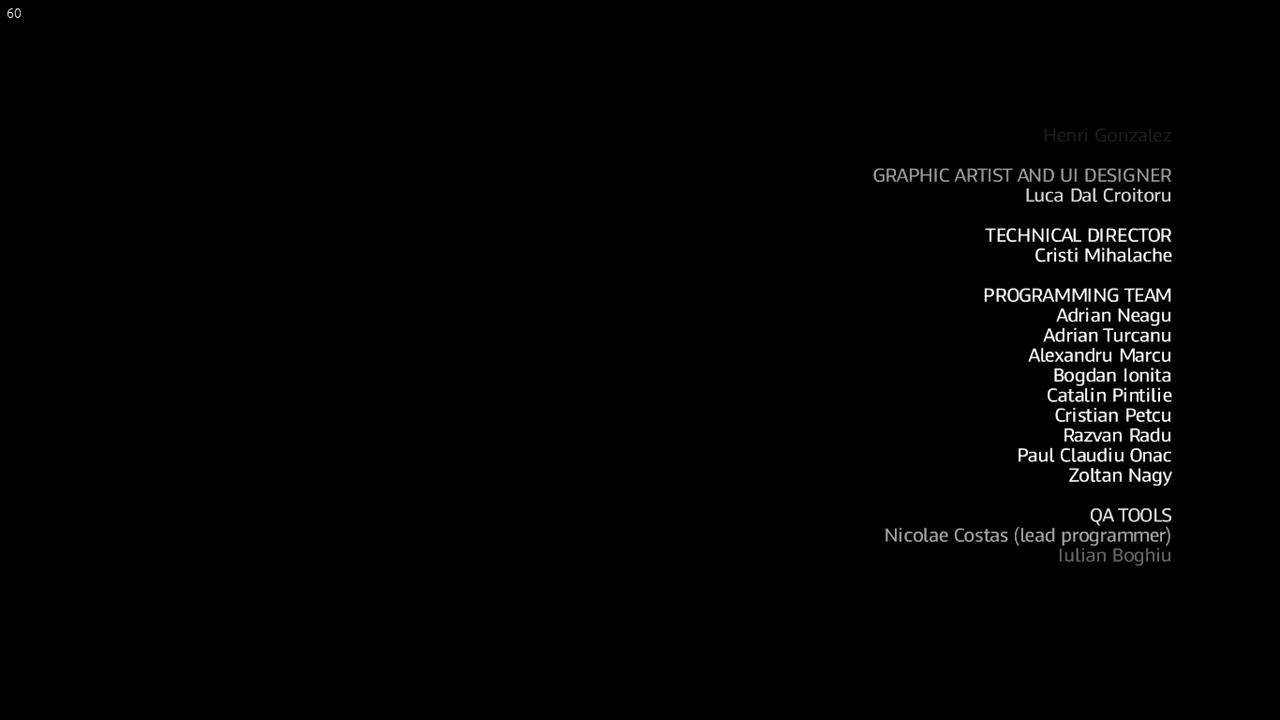 60
Henri Gonzalez
GRAPHIC ARTIST AND UI DESIGNER
Luca Dal Croitoru
TECHNICAL DIRECTOR
Cristi Mihalache
PROGRAMMING TEAM
Adrian Neagu
Adrian Turcanu
Alexandru Marcu
Bogdan Ionita
Catalin Pintilie
Cristian Petcu
Razvan Radu
Paul Claudiu Onac
Zoltan Nagy
QA TOOLS
Nicolae Costas (lead programmer)
Iulian Boghiu